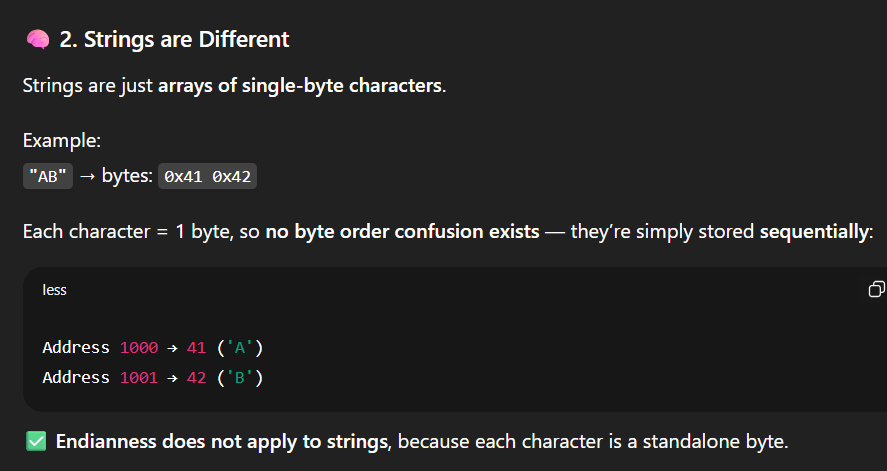 🧠 2. Strings are Different
Strings are just arrays of single-byte characters.
Example:
"AB" → bytes: 0x41 0x42
Each character = 1 byte, so no byte order confusion exists — they’re simply stored sequentially:
less
Address 1000 → 41 ('A')
Address 1001 → 42 ('B')
✅ Endianness does not apply to strings, because each character is a standalone byte.